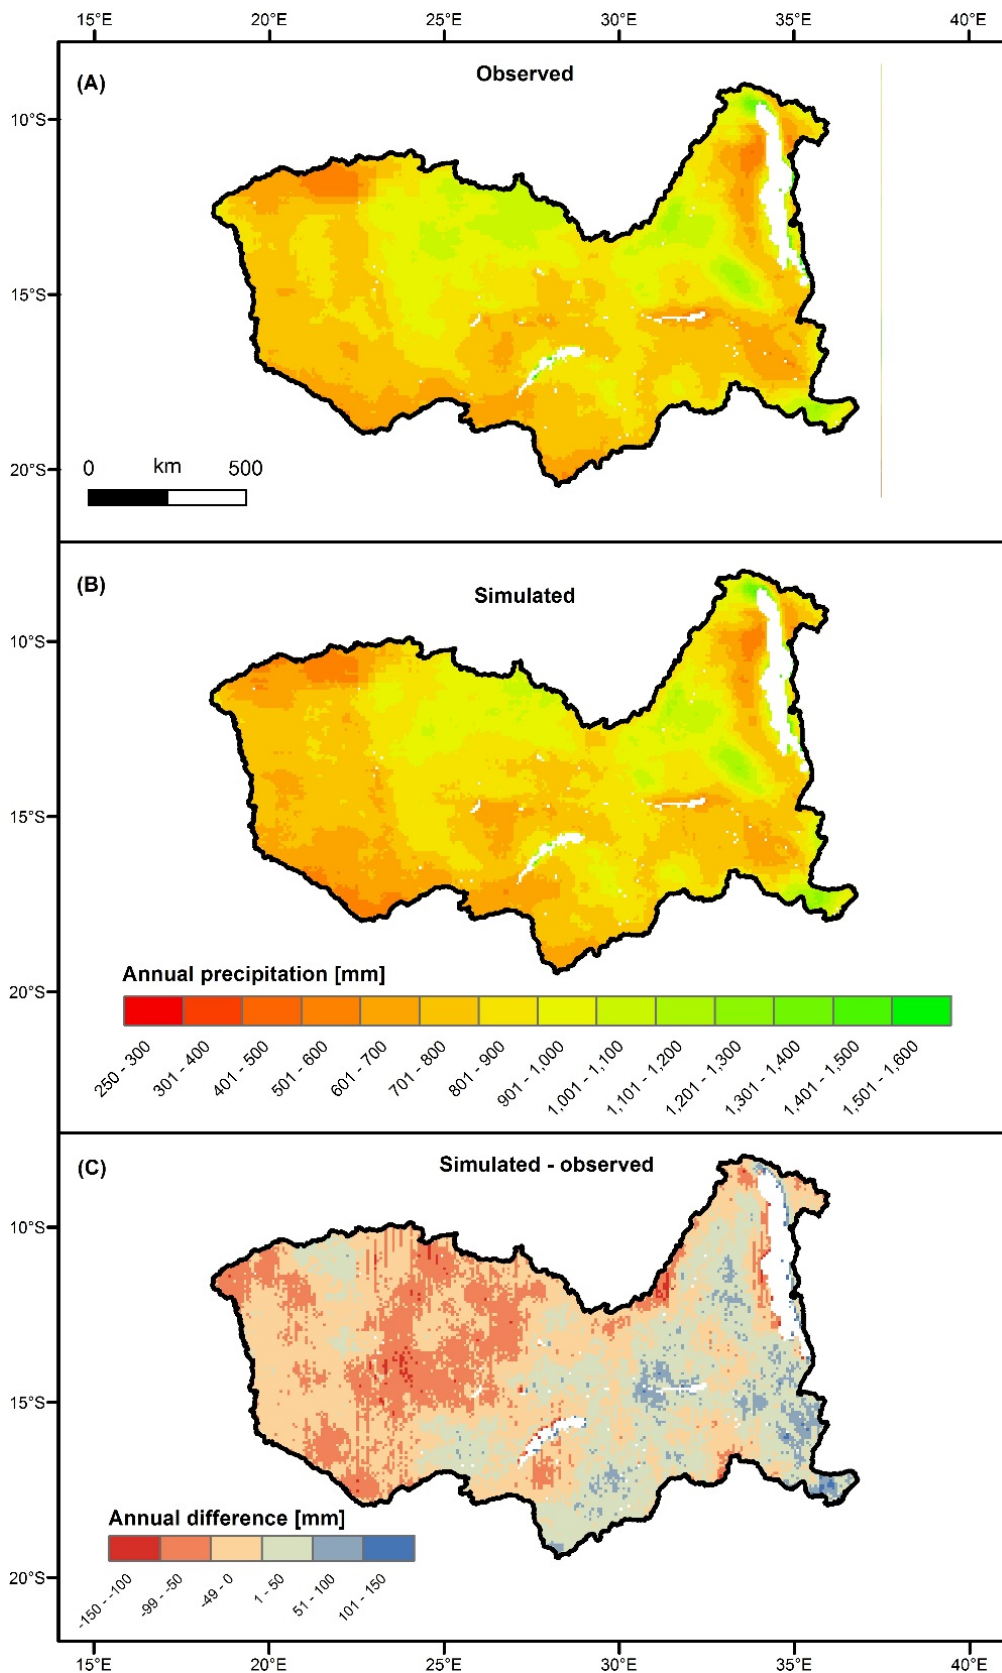 15°E 20°E 25°E 30°E 35°E 40°E
(A)
Observed
10°S
15°S
20°S
0 km 500
(B)
Simulated
10°S
15°S
20°S
Annual precipitation [mm]
250 - 300
301 - 400
401 - 500
501 - 600
601 - 700
701 - 800
801 - 900
901 - 1,000
1,001 - 1,100
1,101 - 1,200
1,201 - 1,300
1,301 - 1,400
1,401 - 1,500
1,501 - 1,600
(C)
Simulated - observed
10°S
15°S
20°S
Annual difference [mm]
-150 - -100
-99 - -50
-49 - 0
1 - 50
51 - 100
101 - 150
15°E 20°E 25°E 30°E 35°E 40°E